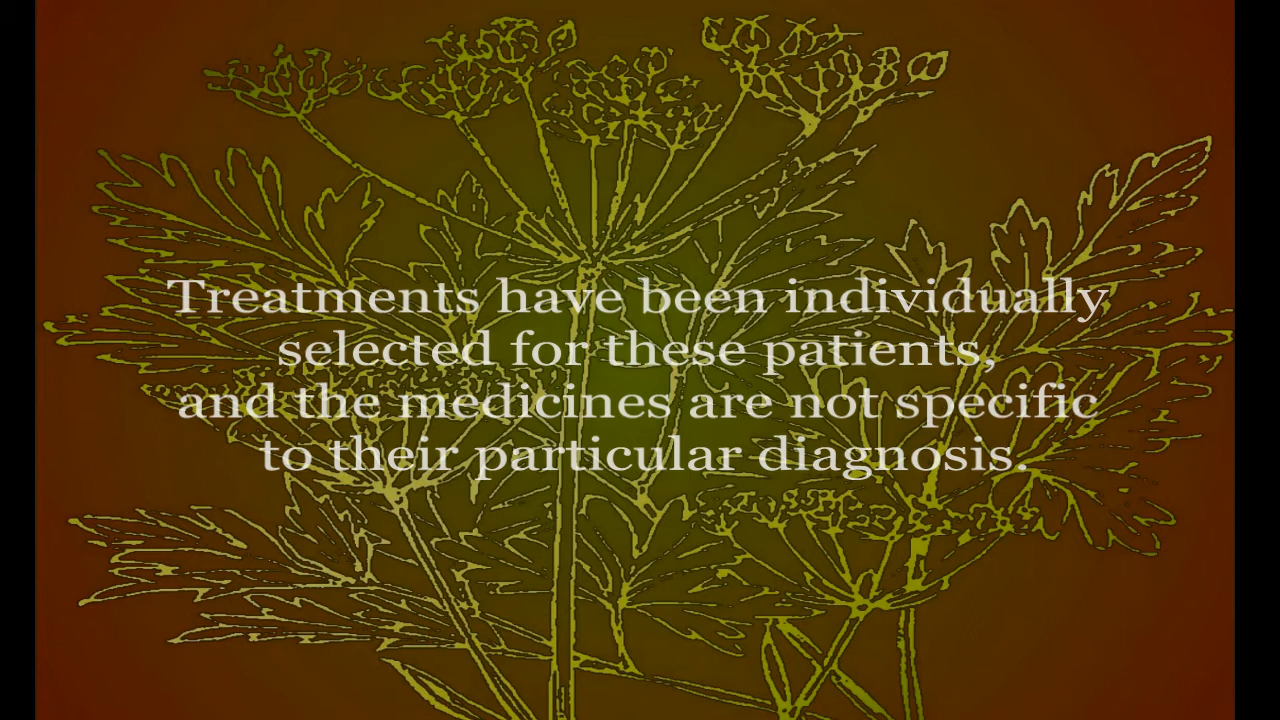 Treatments have been individually
selected for these patients,
and the medicines are not specific
to their particular diagnosis.